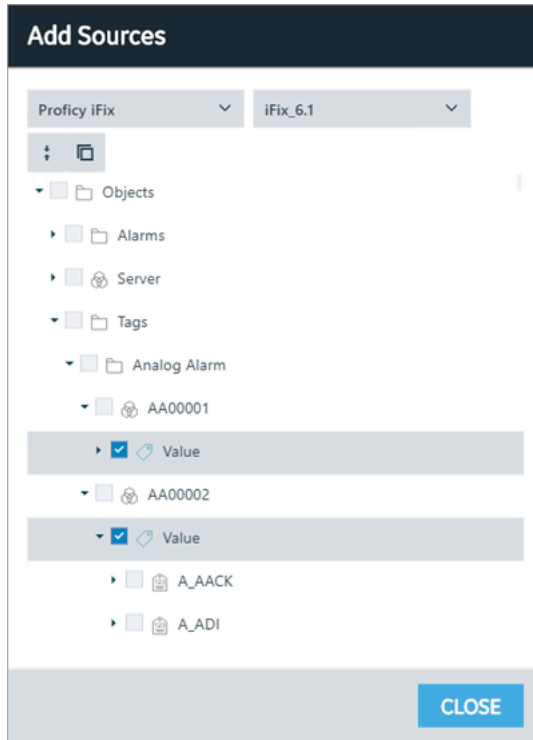 Add Sources
Proficy iFix iFix_6.1
Objects
Alarms
Server
Tags
Analog Alarm
AA00001
Value
AA00002
Value
A_AACK
A_ADI
CLOSE